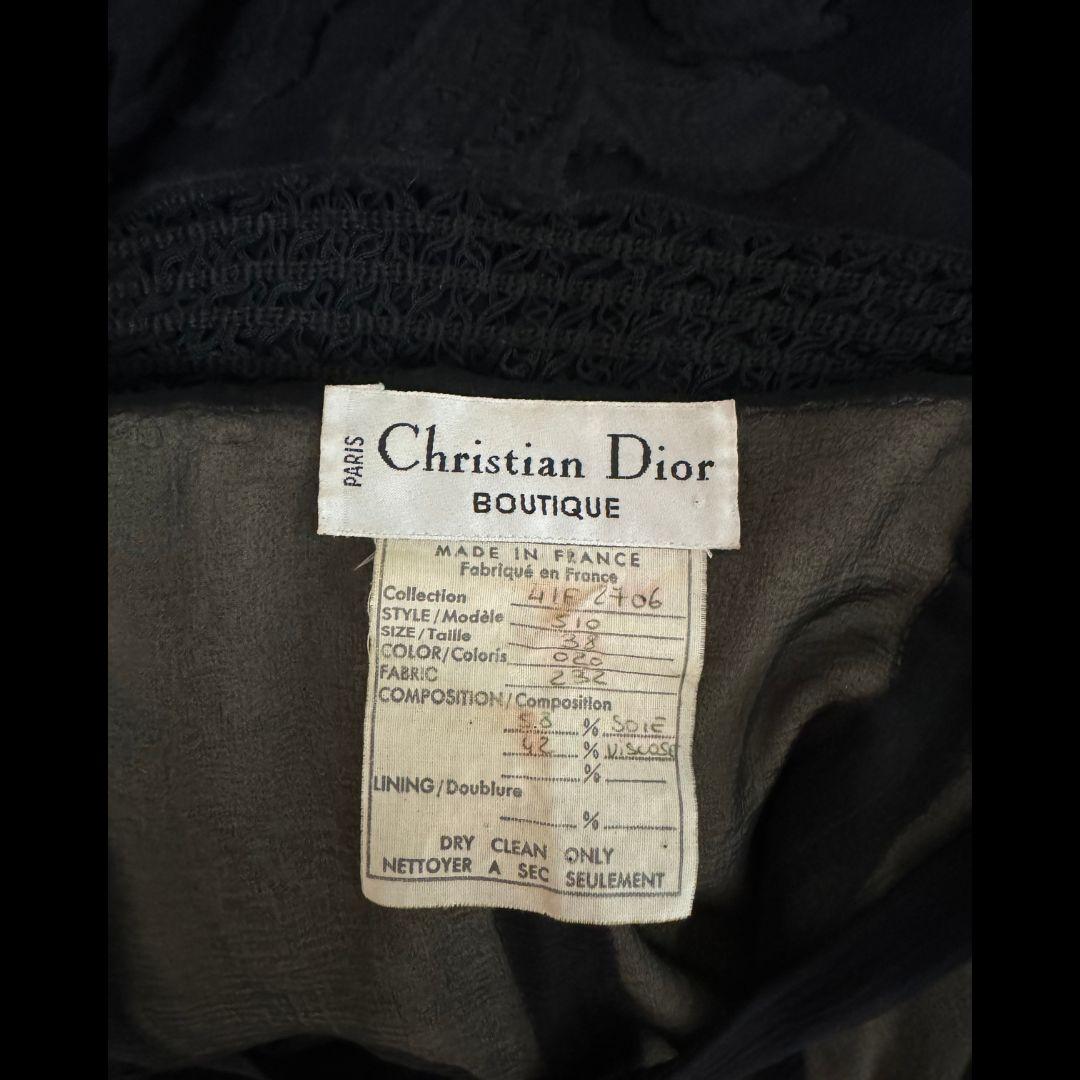 PARIS
Christian Dior
BOUTIQUE
MADE IN FRANCE
Fabriqué en France
Collection 41F 2706
STYLE/Modèle 510
SIZE/Taille 38
COLOR/Coloris 020
FABRIC 232
COMPOSITION/Composition
58 % SOIE
42 % VISCOSE
%
LINING/Doublure
%
DRY CLEAN ONLY
NETTOYER A SEC SEULEMENT